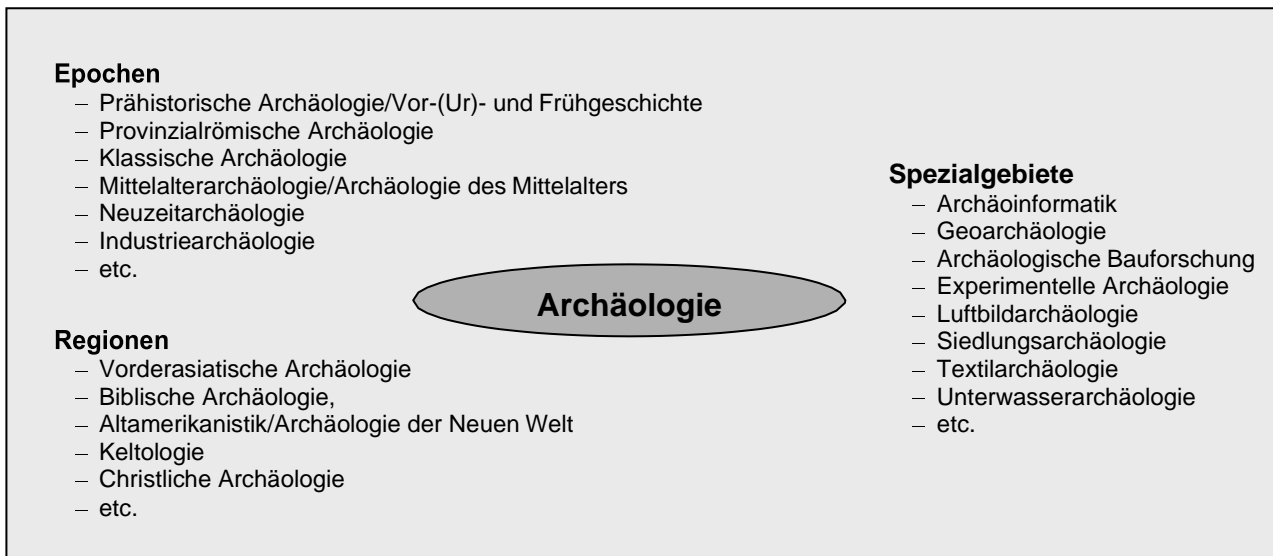 Epochen
– Prähistorische Archäologie/Vor-(Ur)- und Frühgeschichte
– Provinzialrömische Archäologie
– Klassische Archäologie
– Mittelalterarchäologie/Archäologie des Mittelalters
– Neuzeitarchäologie
– Industriearchäologie
– etc.
Archäologie
Regionen
– Vorderasiatische Archäologie
– Biblische Archäologie,
– Altamerikanistik/Archäologie der Neuen Welt
– Keltologie
– Christliche Archäologie
– etc.
Spezialgebiete
– Archäoinformatik
– Geoarchäologie
– Archäologische Bauforschung
– Experimentelle Archäologie
– Luftbildarchäologie
– Siedlungsarchäologie
– Textilarchäologie
– Unterwasserarchäologie
– etc.